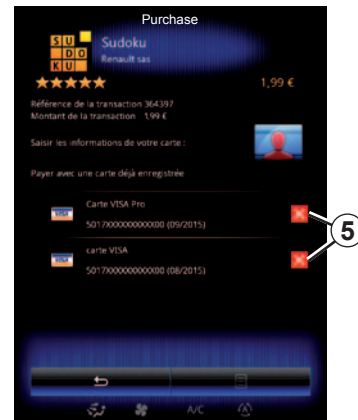 Purchase
SU
DO
KU
Sudoku
Renault sas
1,99 €
Référence de la transaction 364397
Montant de la transaction 1,99 €
Saisir les informations de votre carte :
Payer avec une carte déjà enregistrée
Carte VISA Pro
VISA
5017XXXXXXXXXX00 (09/2015)
carte VISA
VISA
5017XXXXXXXXXX00 (08/2015)
5
A/C
A